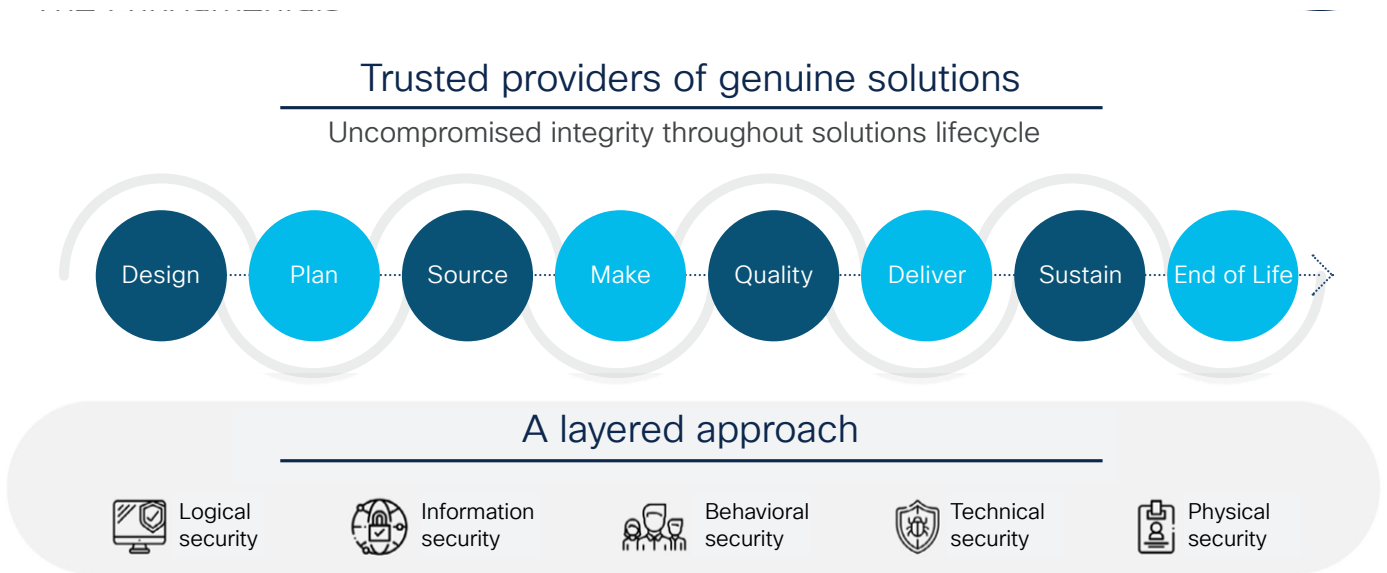 Trusted providers of genuine solutions
Uncompromised integrity throughout solutions lifecycle
Design
Plan
Source
Make
Quality
Deliver
Sustain
End of Life
A layered approach
Logical
security
Information
security
Behavioral
security
Technical
security
Physical
security